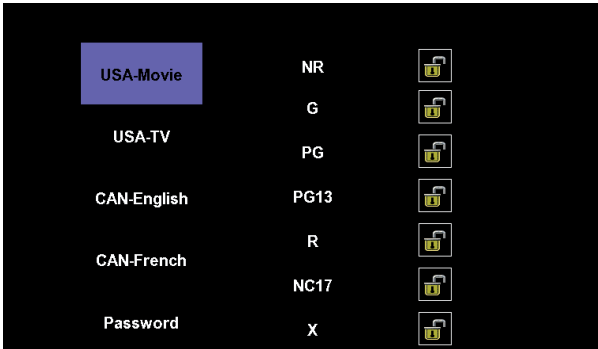 USA-Movie
USA-TV
CAN-English
CAN-French
Password
NR
G
PG
PG13
R
NC17
X